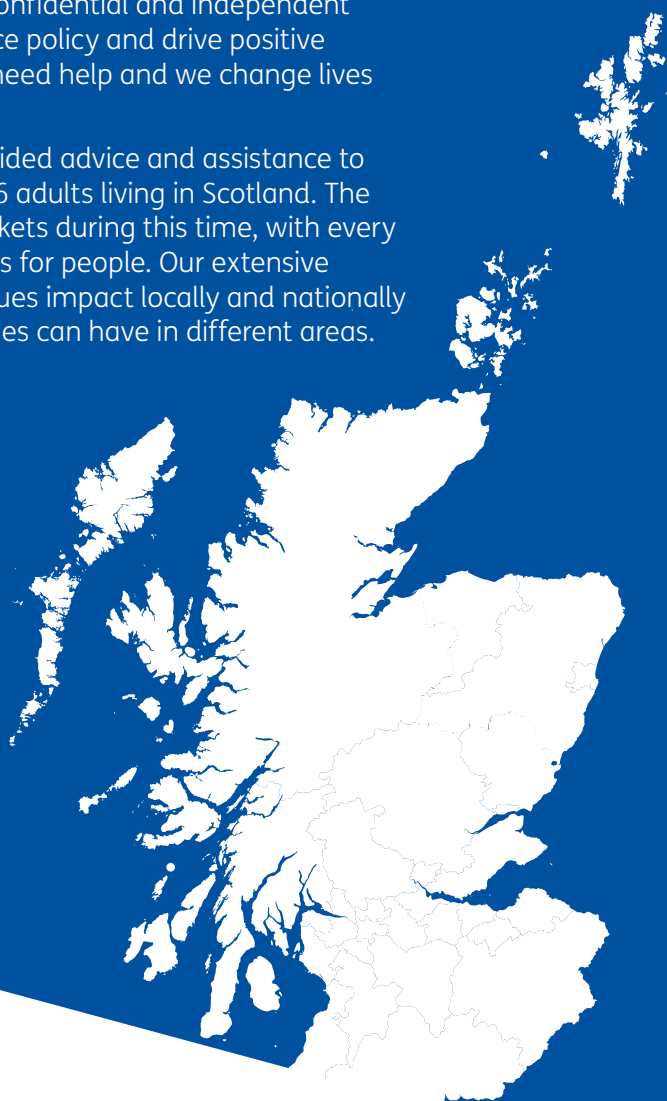 onfidential and independent
ce policy and drive positive
need help and we change lives
ided advice and assistance to
6 adults living in Scotland. The
kets during this time, with every
s for people. Our extensive
ues impact locally and nationally
es can have in different areas.